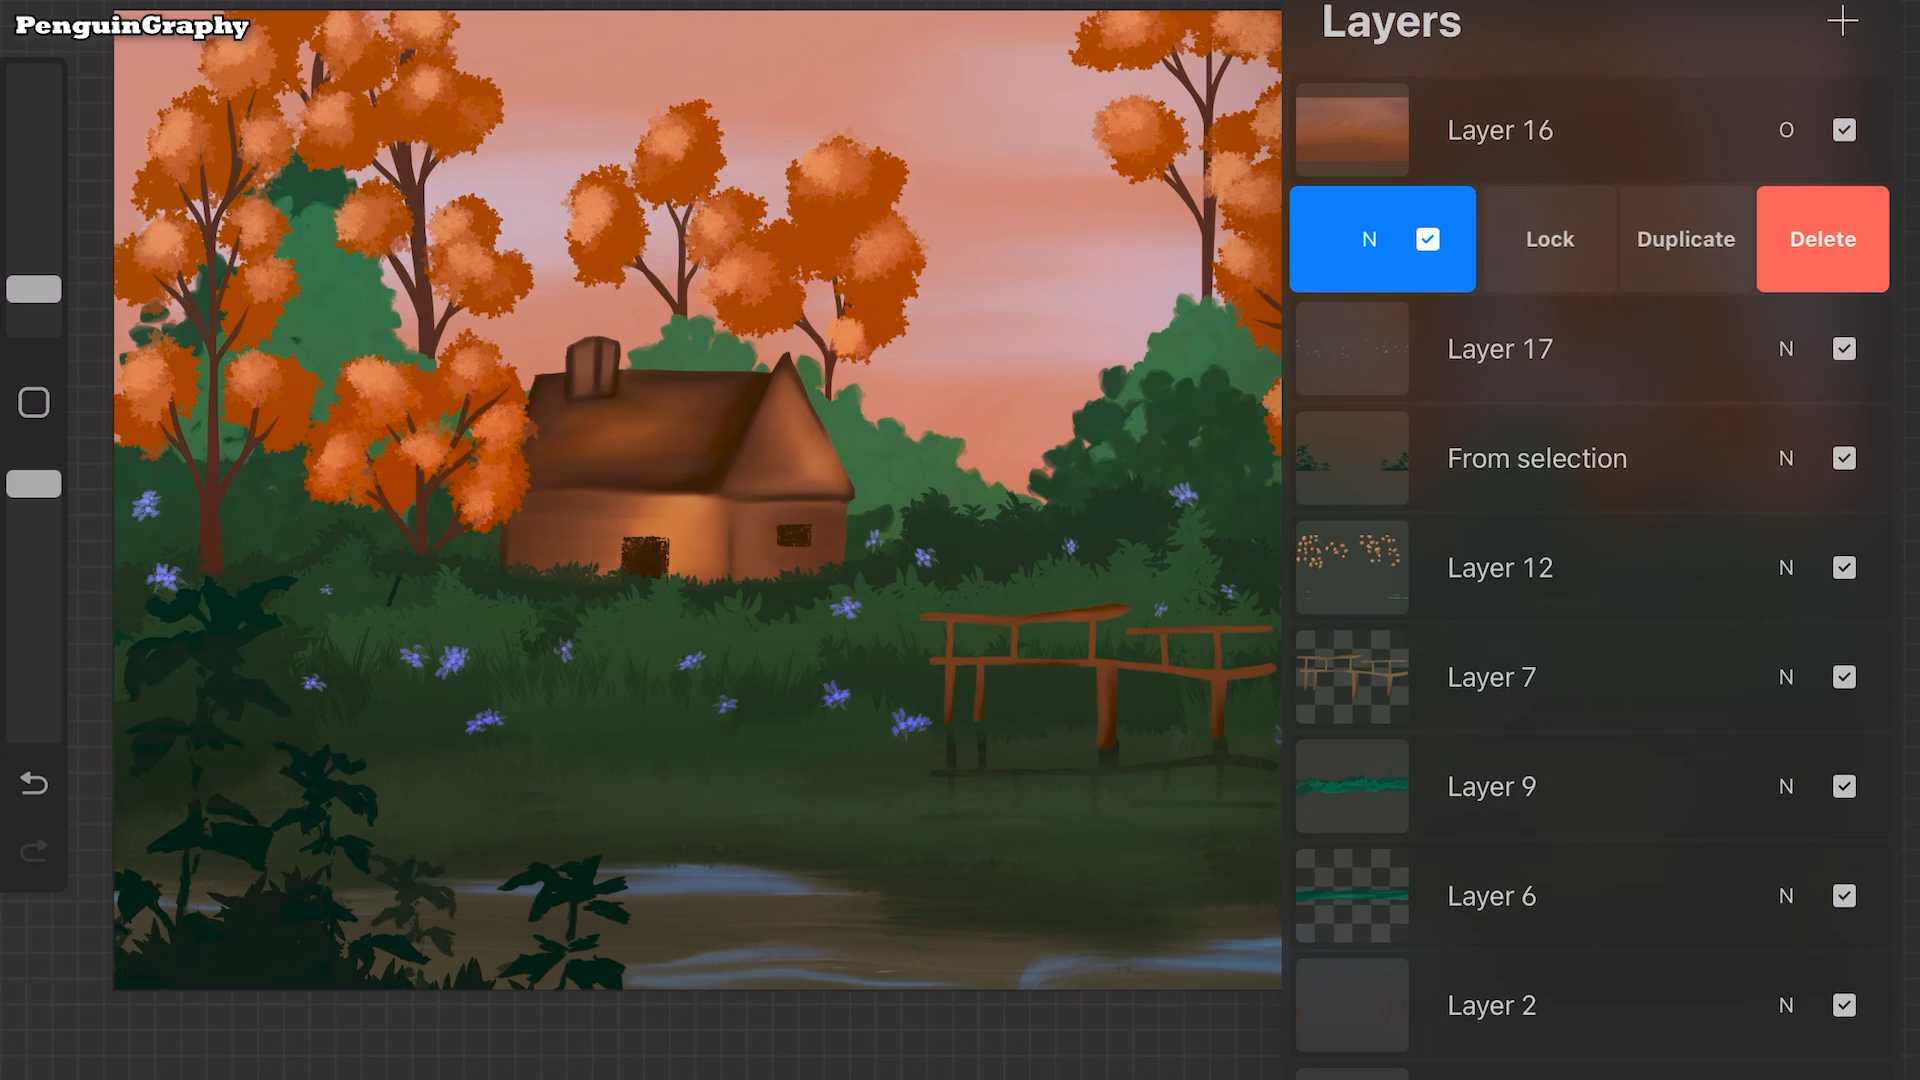 PenguinGraphy
Layers
Layer 16 O
N Lock Duplicate Delete
Layer 17 N
From selection N
Layer 12 N
Layer 7 N
Layer 9 N
Layer 6 N
Layer 2 N